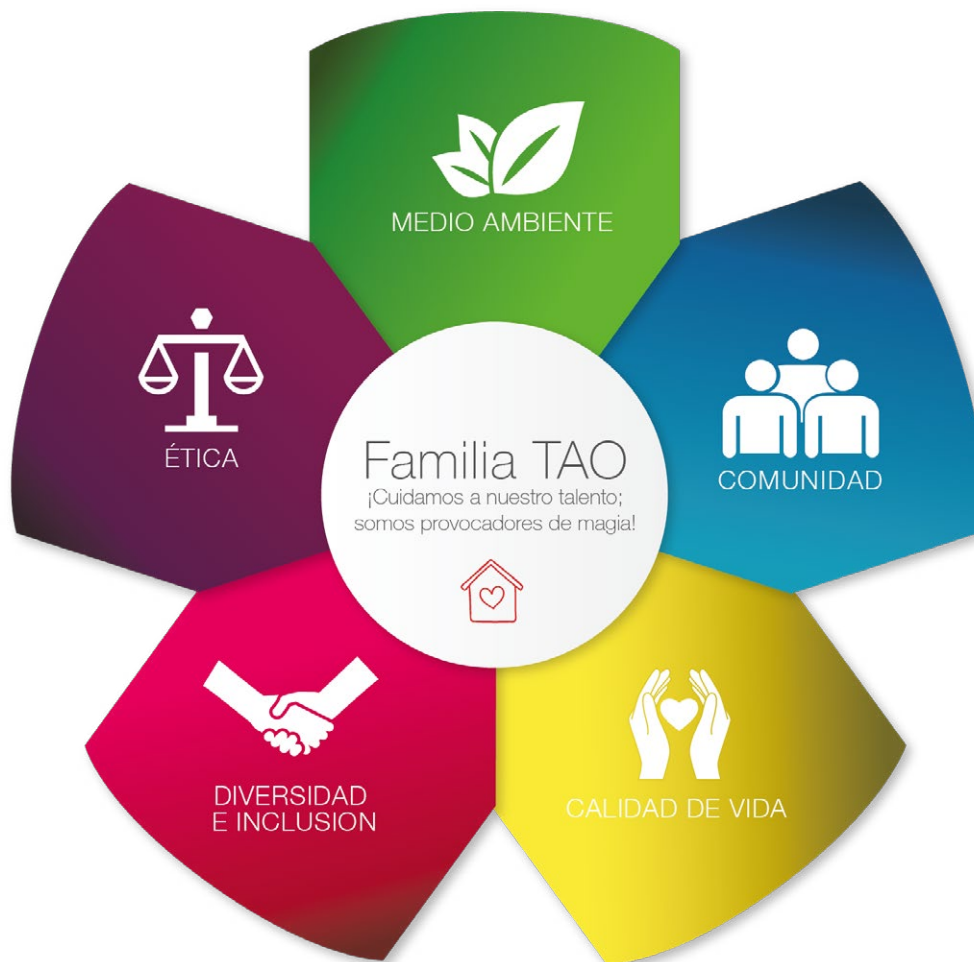 MEDIO AMBIENTE
ÉTICA
COMUNIDAD
Familia TAO
¡Cuidamos a nuestro talento;
somos provocadores de magia!
DIVERSIDAD
E INCLUSION
CALIDAD DE VIDA